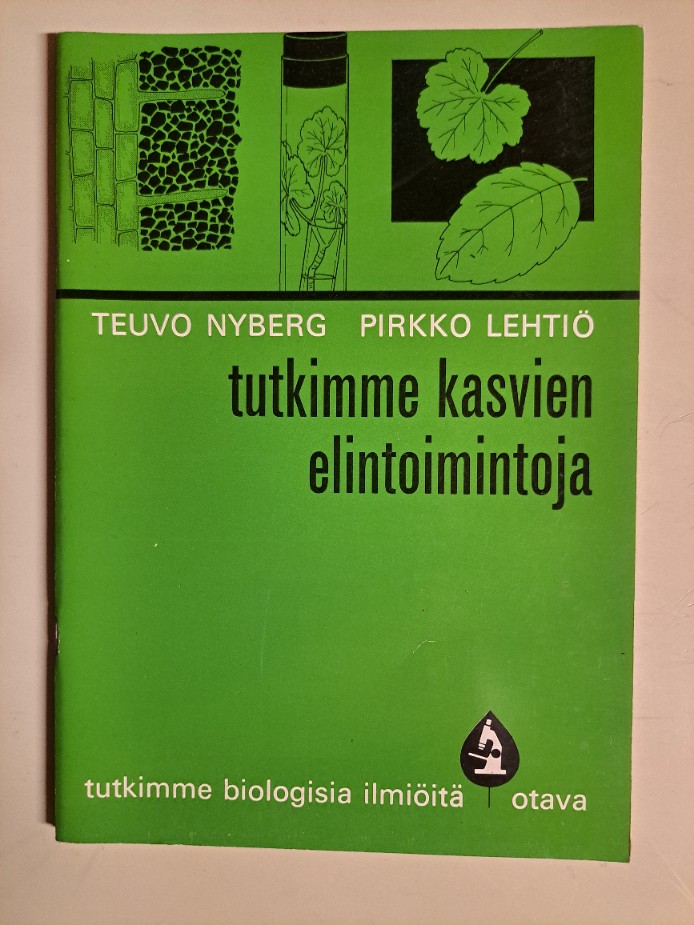 TEUVO NYBERG PIRKKO LEHTIÖ
tutkimme kasvien
elintoimintoja
tutkimme biologisia ilmiöitä otava